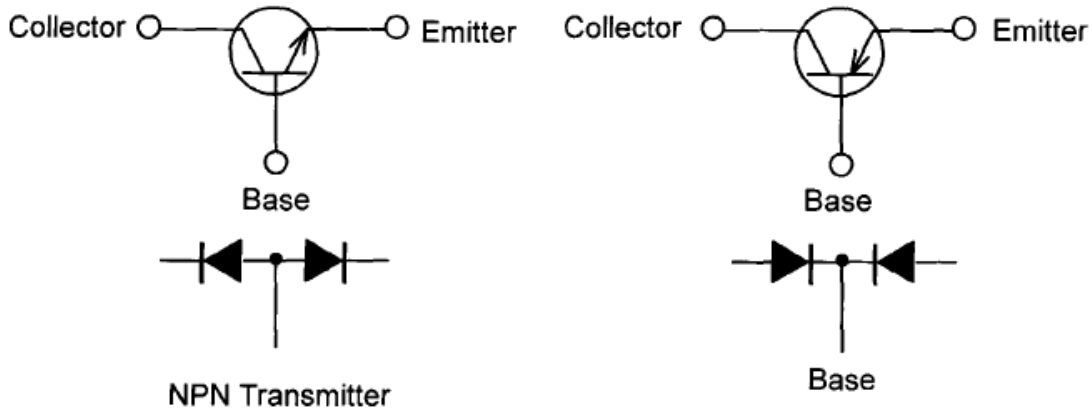 Collector
Emitter
Base
NPN Transmitter
Collector
Emitter
Base
Base